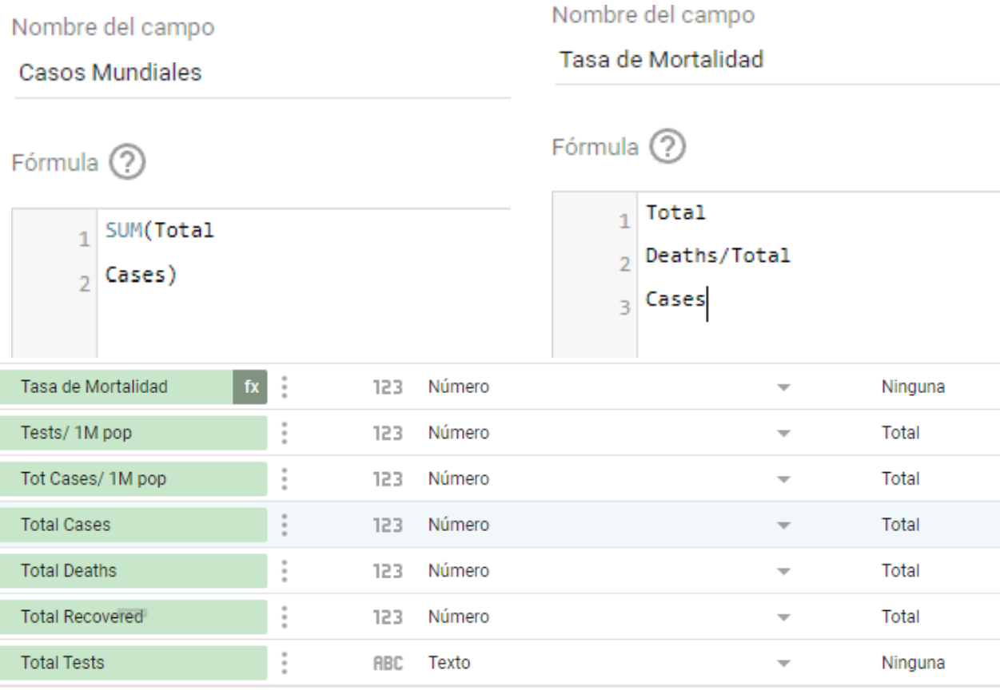 Nombre del campo
Casos Mundiales
Fórmula ?
1 SUM(Total
2 Cases)
Nombre del campo
Tasa de Mortalidad
Fórmula ?
1 Total
2 Deaths/Total
3 Cases
Tasa de Mortalidad fx 123 Número Ninguna
Tests/ 1M pop 123 Número Total
Tot Cases/ 1M pop 123 Número Total
Total Cases 123 Número Total
Total Deaths 123 Número Total
Total Recovered 123 Número Total
Total Tests ABC Texto Ninguna